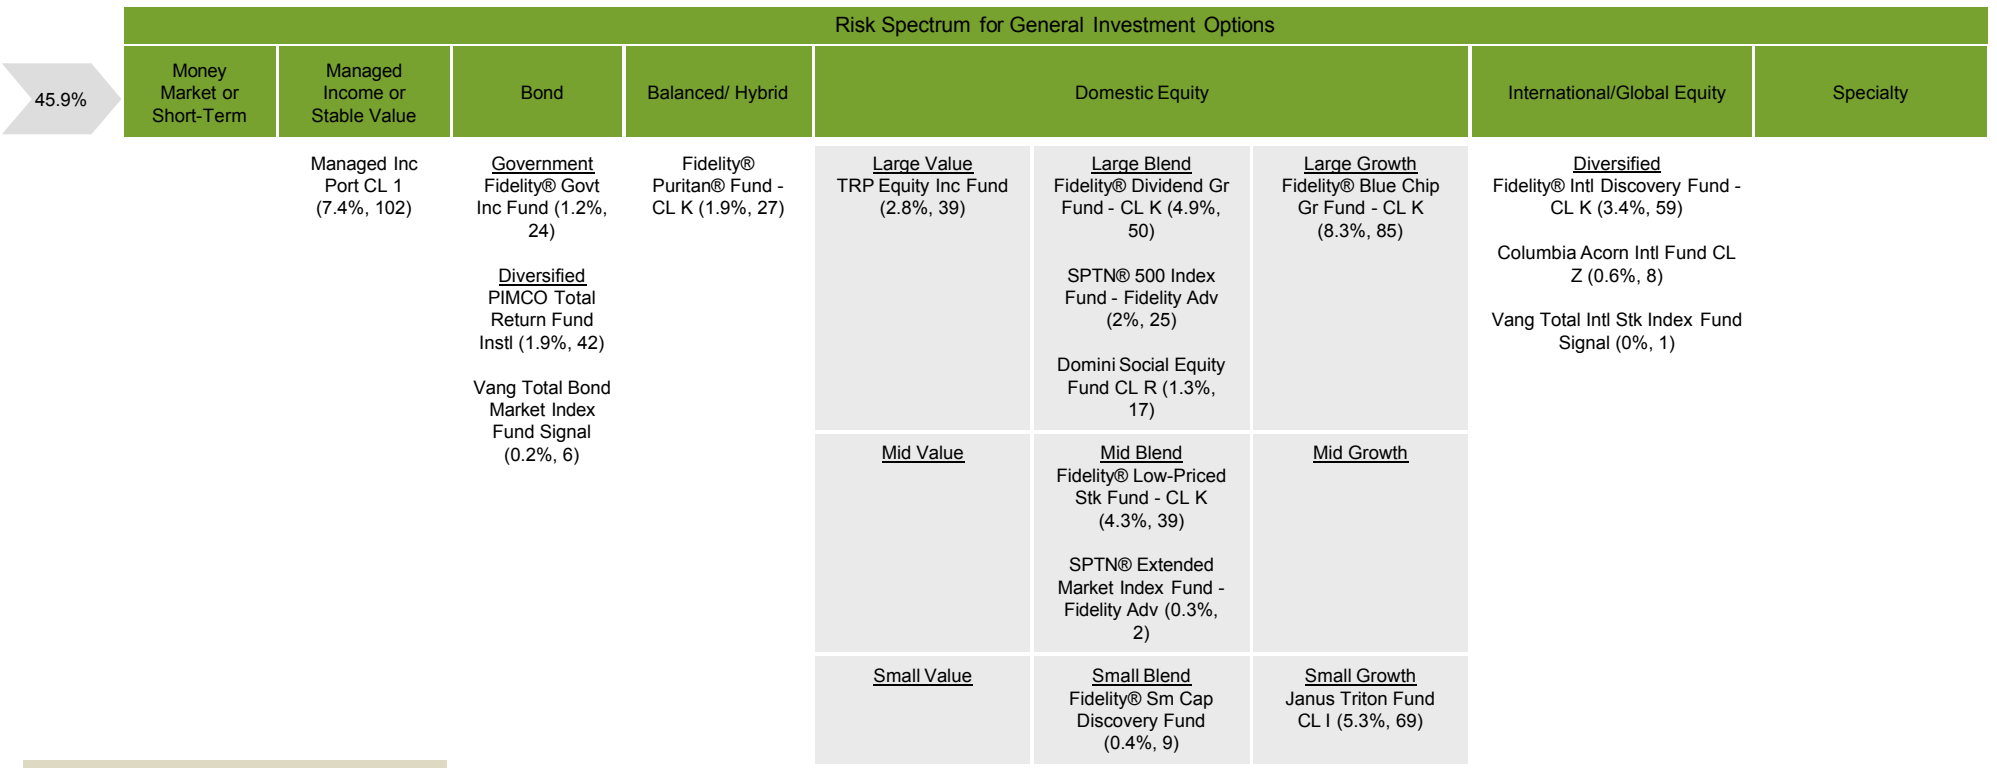 Risk Spectrum for General Investment Options
45.9%
Money
Market or
Short-Term
Managed
Income or
Stable Value
Bond
Balanced/ Hybrid
Domestic Equity
International/Global Equity
Specialty
Managed Inc
Port CL 1
(7.4%, 102)
Government
Fidelity® Govt
Inc Fund (1.2%,
24)
Diversified
PIMCO Total
Return Fund
Instl (1.9%, 42)
Vang Total Bond
Market Index
Fund Signal
(0.2%, 6)
Fidelity®
Puritan® Fund -
CL K (1.9%, 27)
Large Value
TRP Equity Inc Fund
(2.8%, 39)
Large Blend
Fidelity® Dividend Gr
Fund - CL K (4.9%,
50)
SPTN® 500 Index
Fund - Fidelity Adv
(2%, 25)
Domini Social Equity
Fund CL R (1.3%,
17)
Large Growth
Fidelity® Blue Chip
Gr Fund - CL K
(8.3%, 85)
Mid Value
Mid Blend
Fidelity® Low-Priced
Stk Fund - CL K
(4.3%, 39)
SPTN® Extended
Market Index Fund -
Fidelity Adv (0.3%,
2)
Mid Growth
Small Value
Small Blend
Fidelity® Sm Cap
Discovery Fund
(0.4%, 9)
Small Growth
Janus Triton Fund
CL I (5.3%, 69)
Diversified
Fidelity® Intl Discovery Fund -
CL K (3.4%, 59)
Columbia Acorn Intl Fund CL
Z (0.6%, 8)
Vang Total Intl Stk Index Fund
Signal (0%, 1)